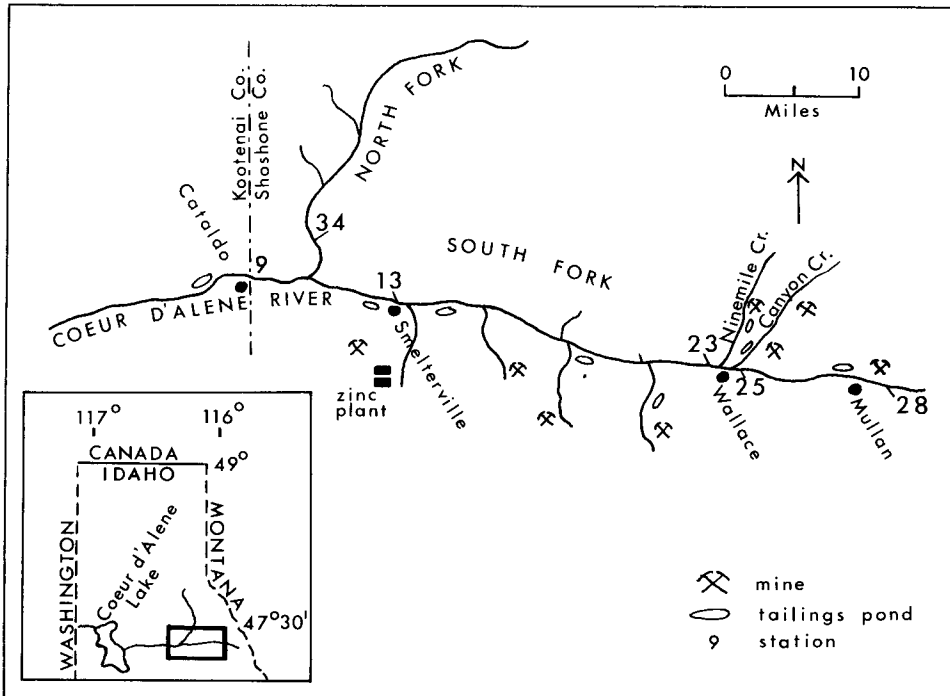 Kootenai Co.
Shoshone Co.
NORTH FORK
0 10
Miles
N
Cataldo
34
SOUTH FORK
9
13
COEUR D'ALENE RIVER
Smelterville
zinc
plant
Ninemile Cr.
Canyon Cr.
23
25
Wallace
28
Mullan
117° 116°
CANADA
49°
IDAHO
WASHINGTON
Coeur d'Alene
Lake
MONTANA
47°30'
mine
tailings pond
9 station